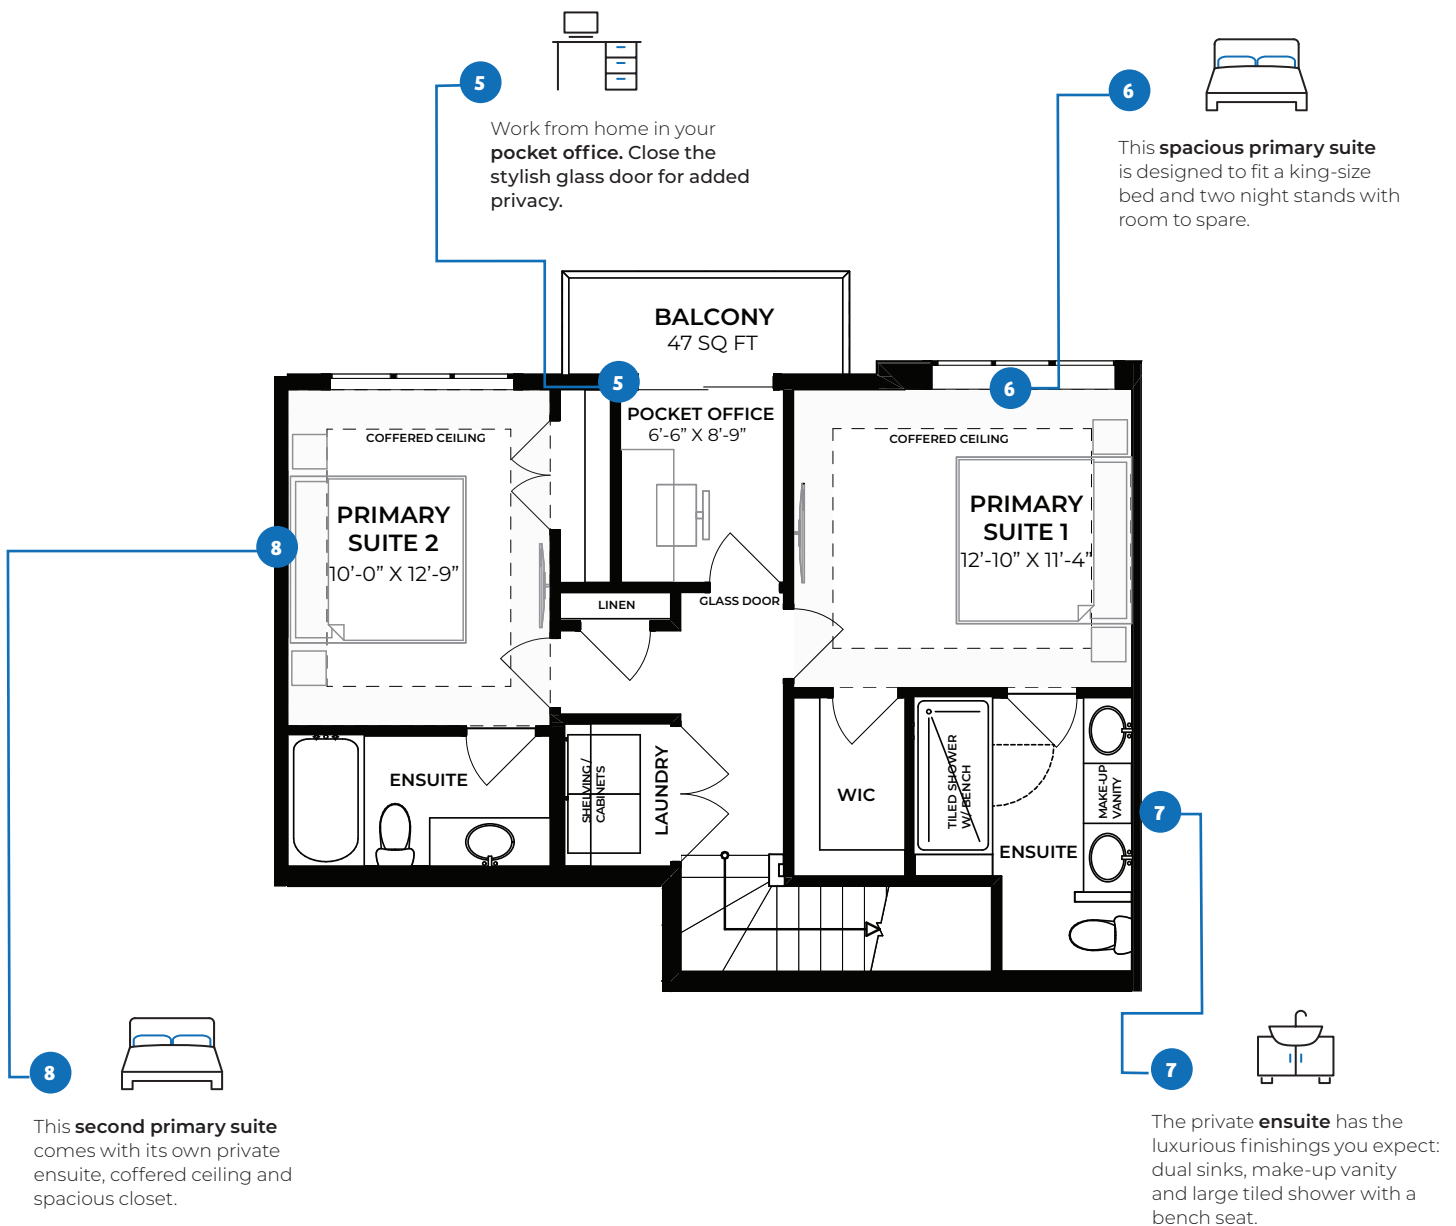 5
Work from home in your
pocket office. Close the
stylish glass door for added
privacy.
6
This spacious primary suite
is designed to fit a king-size
bed and two night stands with
room to spare.
BALCONY
47 SQ FT
5
6
POCKET OFFICE
6'-6” X 8'-9”
COFFERED CEILING
COFFERED CEILING
PRIMARY
SUITE 2
10'-0” X 12'-9”
8
PRIMARY
SUITE 1
12'-10” X 11'-4”
LINEN
GLASS DOOR
ENSUITE
SHELVING /
CABINETS
LAUNDRY
WIC
TILED SHOWER
W/ BENCH
MAKE-UP
VANITY
7
ENSUITE
8
This second primary suite
comes with its own private
ensuite, coffered ceiling and
spacious closet.
7
The private ensuite has the
luxurious finishings you expect:
dual sinks, make-up vanity
and large tiled shower with a
bench seat.